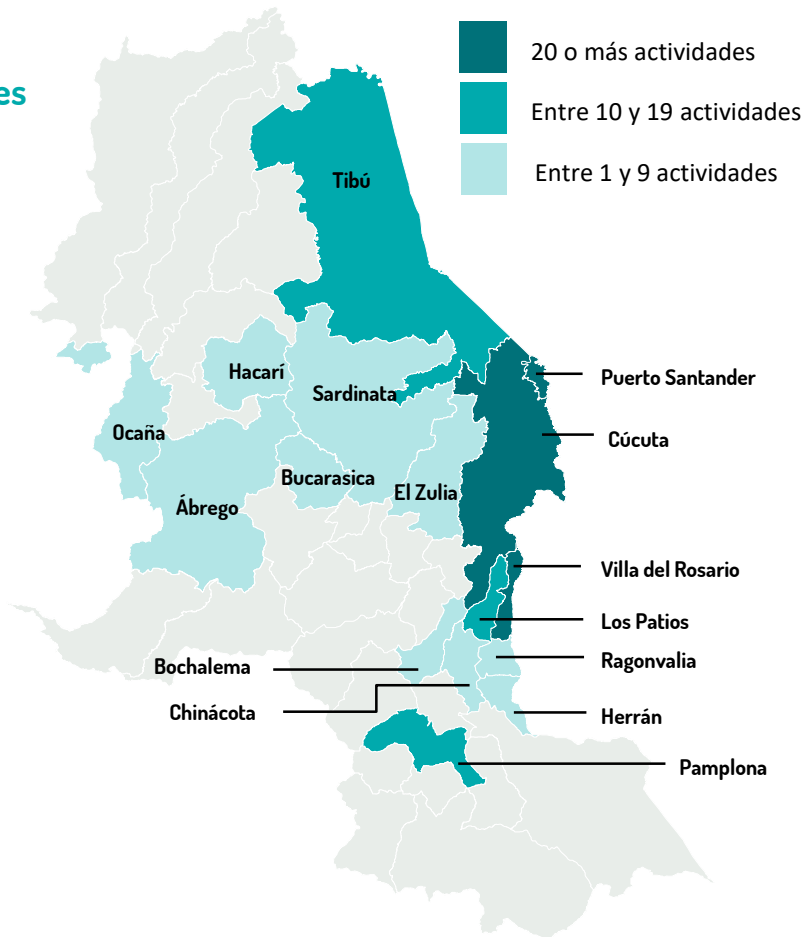 es
20 o más actividades
Entre 10 y 19 actividades
Entre 1 y 9 actividades
Tibú
Hacarí
Sardinata
Puerto Santander
Cúcuta
Ocaña
Bucarasica
El Zulia
Ábrego
Villa del Rosario
Los Patios
Ragonvalia
Bochalema
Chinácota
Herrán
Pamplona